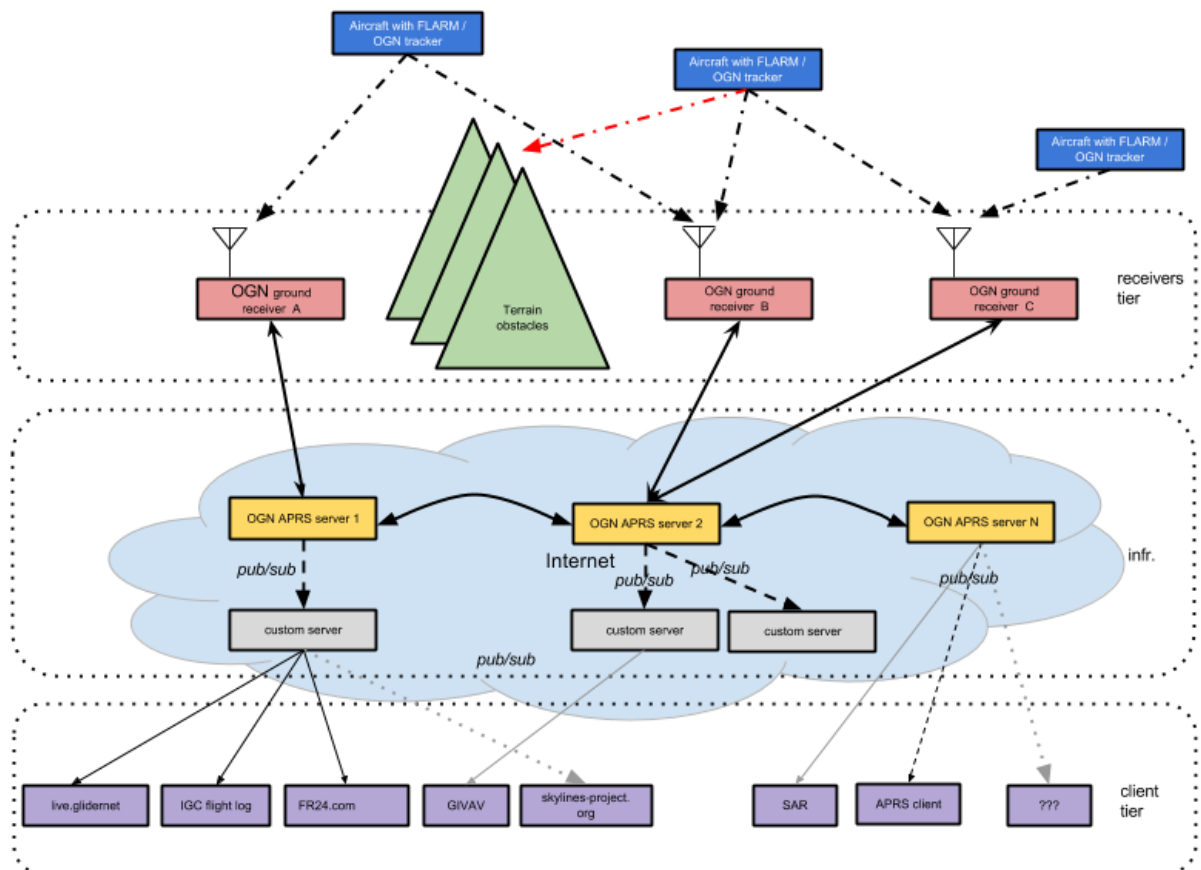 Aircraft with FLARM /
OGN tracker
Aircraft with FLARM /
OGN tracker
Aircraft with FLARM /
OGN tracker
receivers
tier
OGN ground
receiver A
Terrain
obstacles
OGN ground
receiver B
OGN ground
receiver C
OGN APRS server 1
OGN APRS server 2
OGN APRS server N
Internet
infr.
pub/sub
pub/sub
pub/sub
pub/sub
custom server
custom server
custom server
pub/sub
live.glidernet
IGC flight log
FR24.com
GIVAV
skylines-project.
org
SAR
APRS client
???
client
tier